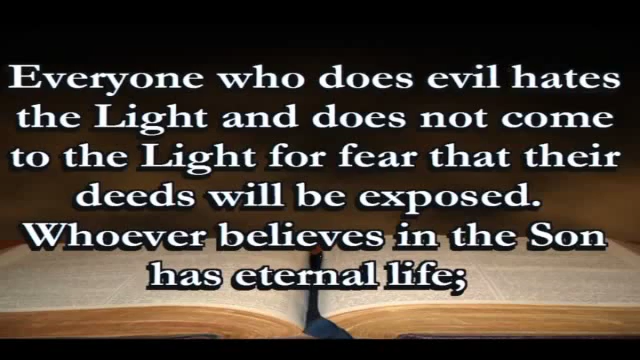 Everyone who does evil hates
the Light and does not come
to the Light for fear that their
deeds will be exposed.
Whoever believes in the Son
has eternal life;